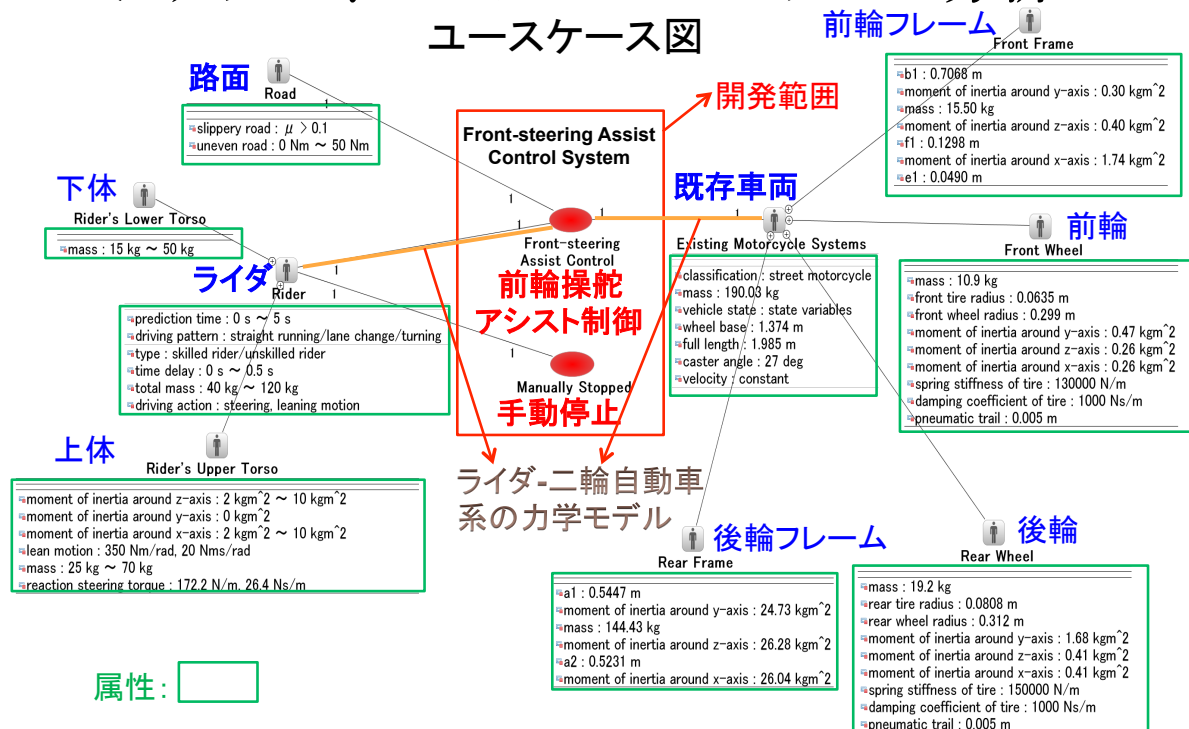 ユースケース図
前輪フレーム
Front Frame
b1 : 0.7068 m
moment of inertia around y-axis : 0.30 kgm^2
mass : 15.50 kg
moment of inertia around z-axis : 0.40 kgm^2
f1 : 0.1298 m
moment of inertia around x-axis : 1.74 kgm^2
e1 : 0.0490 m
路面
Road
1
slippery road : μ > 0.1
uneven road : 0 Nm ～ 50 Nm
開発範囲
Front-steering Assist
Control System
下体
Rider's Lower Torso
mass : 15 kg ～ 50 kg
既存車両
1
1
1
Existing Motorcycle Systems
classification : street motorcycle
mass : 190.03 kg
vehicle state : state variables
wheel base : 1.374 m
full length : 1.985 m
caster angle : 27 deg
velocity : constant
前輪
Front Wheel
mass : 10.9 kg
front tire radius : 0.0635 m
front wheel radius : 0.299 m
moment of inertia around y-axis : 0.47 kgm^2
moment of inertia around z-axis : 0.26 kgm^2
moment of inertia around x-axis : 0.26 kgm^2
spring stiffness of tire : 130000 N/m
damping coefficient of tire : 1000 Ns/m
pneumatic trail : 0.005 m
1
Front-steering
Assist Control
前輪操舵
アシスト制御
ライダ
Rider
1
1
prediction time : 0 s ～ 5 s
driving pattern : straight running/lane change/turning
type : skilled rider/unskilled rider
time delay : 0 s ～ 0.5 s
total mass : 40 kg ～ 120 kg
driving action : steering, leaning motion
1
Manually Stopped
手動停止
上体
Rider's Upper Torso
moment of inertia around z-axis : 2 kgm^2 ～ 10 kgm^2
moment of inertia around y-axis : 0 kgm^2
moment of inertia around x-axis : 2 kgm^2 ～ 10 kgm^2
lean motion : 350 Nm/rad, 20 Nms/rad
mass : 25 kg ～ 70 kg
reaction steering torque : 172.2 N/m, 26.4 Ns/m
ライダ-二輪自動車
系の力学モデル
後輪フレーム
Rear Frame
a1 : 0.5447 m
moment of inertia around y-axis : 24.73 kgm^2
mass : 144.43 kg
moment of inertia around z-axis : 26.28 kgm^2
a2 : 0.5231 m
moment of inertia around x-axis : 26.04 kgm^2
後輪
Rear Wheel
mass : 19.2 kg
rear tire radius : 0.0808 m
rear wheel radius : 0.312 m
moment of inertia around y-axis : 1.68 kgm^2
moment of inertia around z-axis : 0.41 kgm^2
moment of inertia around x-axis : 0.41 kgm^2
spring stiffness of tire : 150000 N/m
damping coefficient of tire : 1000 Ns/m
pneumatic trail : 0.005 m
属性: